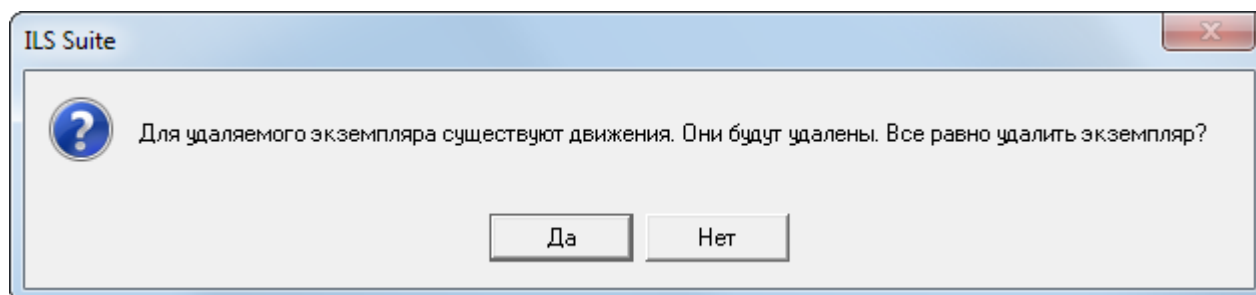 ILS Suite
Для удаляемого экземпляра существуют движения. Они будут удалены. Все равно удалить экземпляр?
Да Нет